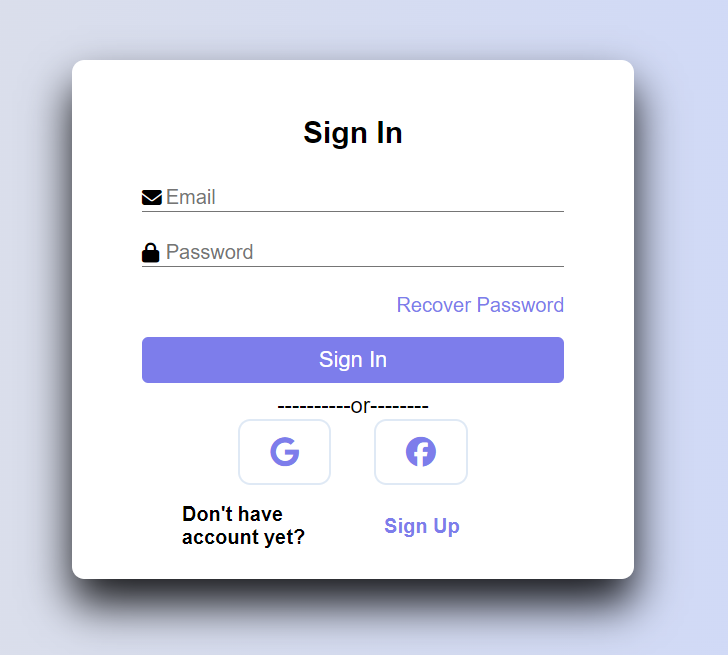 Sign In
Email
Password
Recover Password
Sign In
----------or--------
Don't have
account yet?
Sign Up